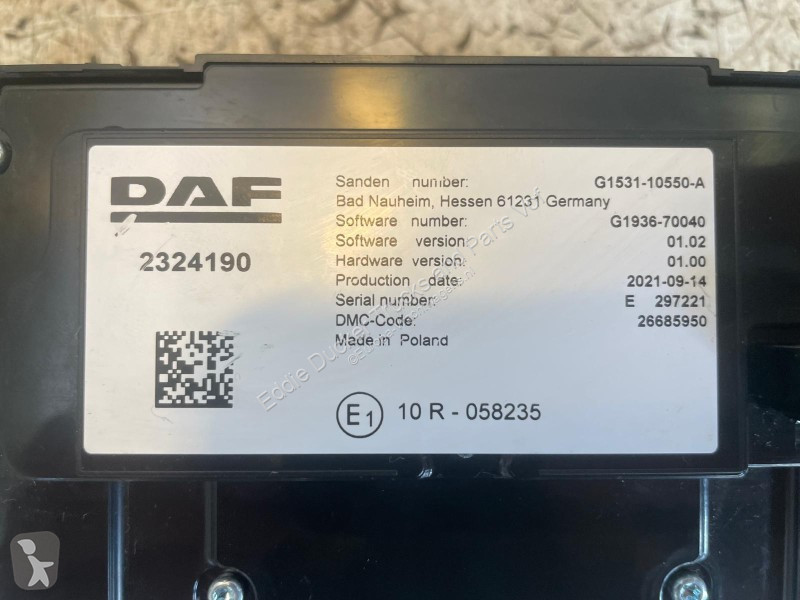 DAF
2324190
Sanden number: G1531-10550-A
Bad Nauheim, Hessen 61231 Germany
Software number: G1936-70040
Software version: 01.02
Hardware version: 01.00
Production date: 2021-09-14
Serial number: E 297221
DMC-Code: 26685950
Made in Poland
E1 10 R - 058235